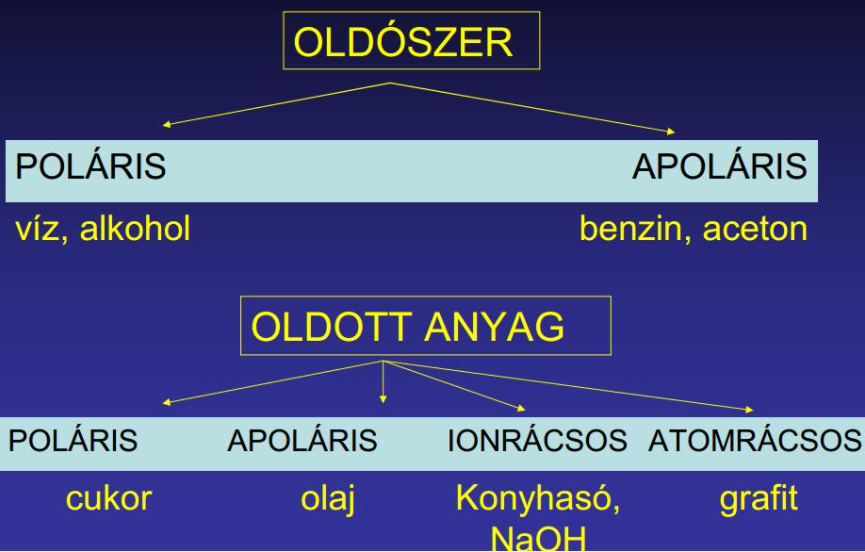 OLDÓSZER
POLÁRIS APOLÁRIS
víz, alkohol benzin, aceton
OLDOTT ANYAG
POLÁRIS APOLÁRIS IONRÁCSOS ATOMRÁCSOS
cukor olaj Konyhasó, grafit
NaOH